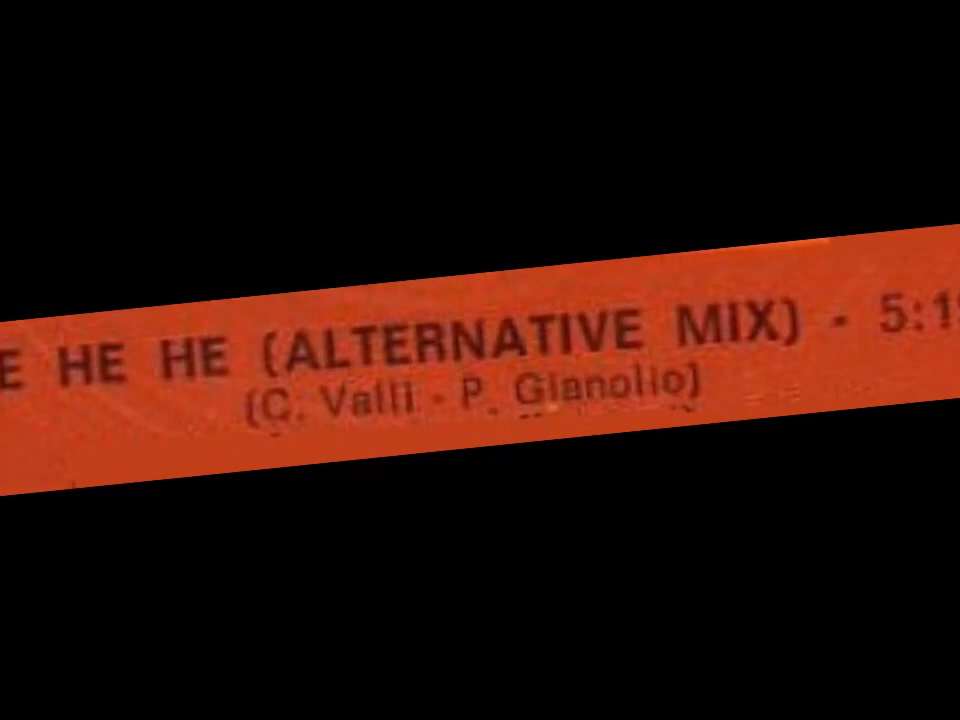 HE HE (ALTERNATIVE MIX) -
(C. Valli - P. Gianolio)